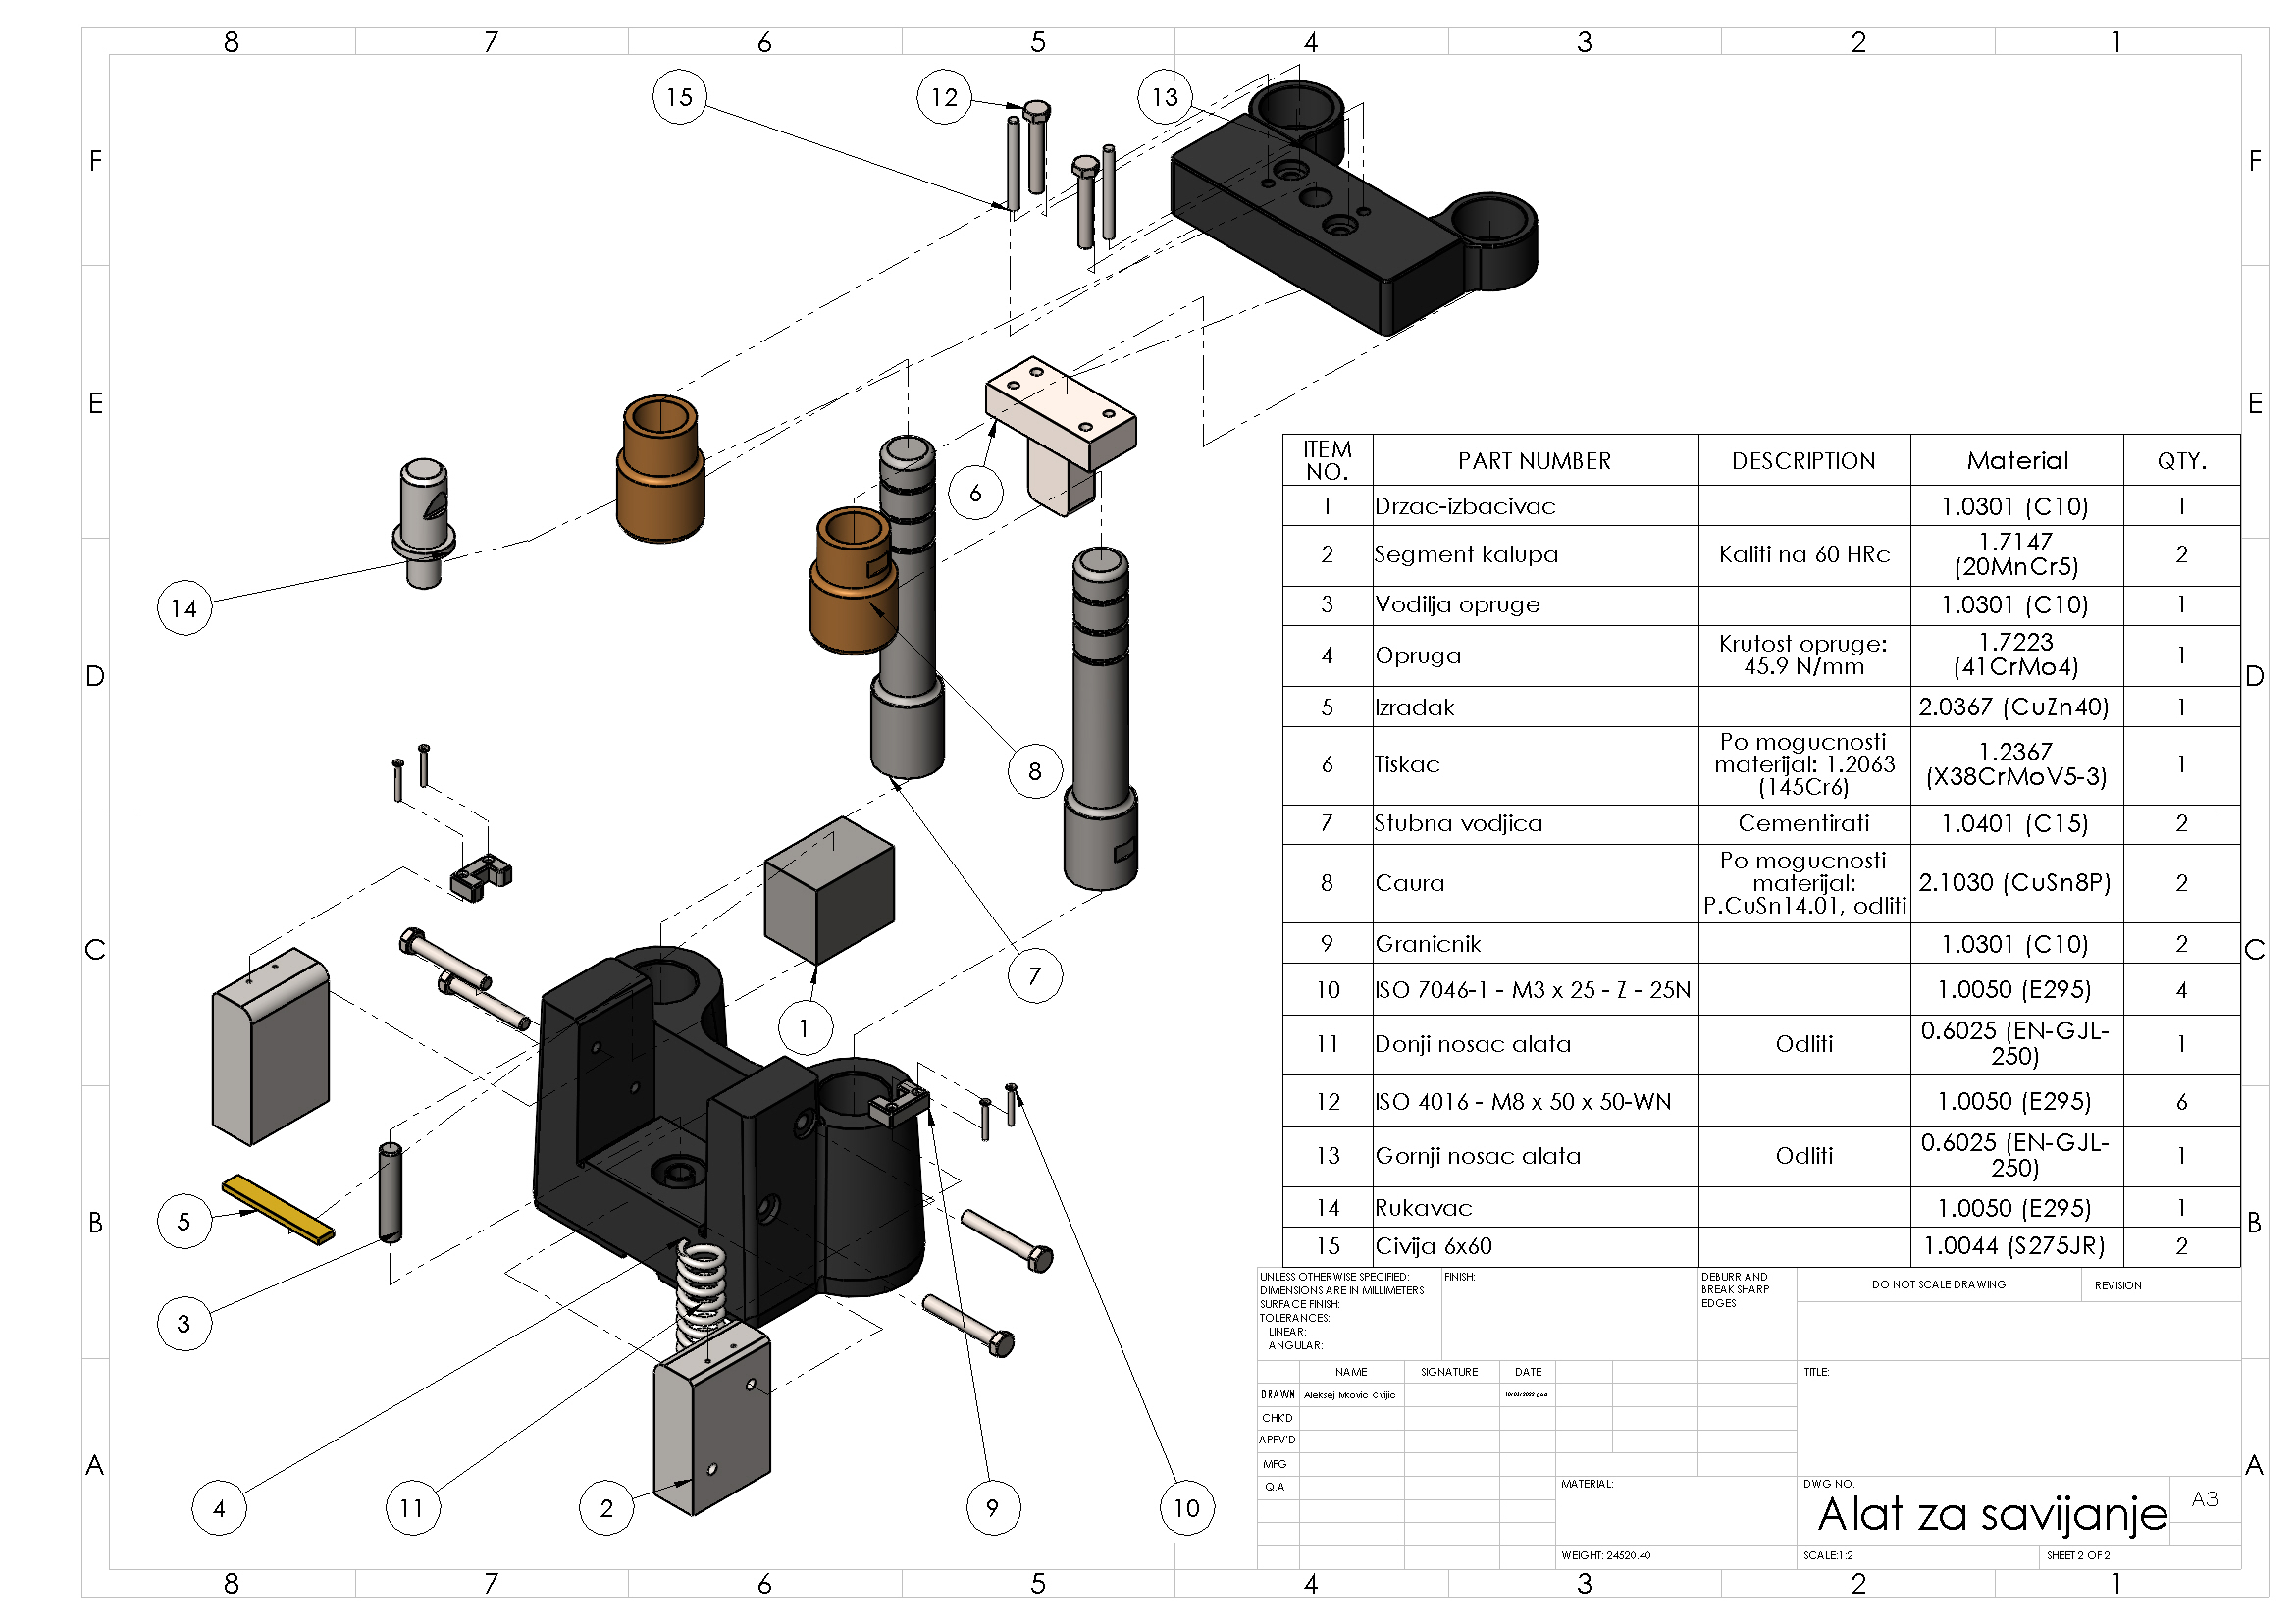 8 7 6 5 4 3 2 1
F
E
D
C
B
A
F
E
D
C
B
A
15
12
13
14
6
8
7
1
5
3
4
11
2
9
10
ITEM NO. PART NUMBER DESCRIPTION Material QTY.
1 Drzac-izbacivac 1.0301 (C10) 1
2 Segment kalupa Kaliti na 60 HRc 1.7147 (20MnCr5) 2
3 Vodilja opruge 1.0301 (C10) 1
4 Opruga Krutost opruge: 45.9 N/mm 1.7223 (41CrMo4) 1
5 Izradak 2.0367 (CuZn40) 1
6 Tiskac Po mogucnosti materijal: 1.2063 (145Cr6) 1.2367 (X38CrMoV5-3) 1
7 Stubna vodjica Cementirati 1.0401 (C15) 2
8 Caura Po mogucnosti materijal: P.CuSn14.01, odliti 2.1030 (CuSn8P) 2
9 Granicnik 1.0301 (C10) 2
10 ISO 7046-1 - M3 x 25 - Z - 25N 1.0050 (E295) 4
11 Donji nosac alata Odliti 0.6025 (EN-GJL-250) 1
12 ISO 4016 - M8 x 50 x 50-WN 1.0050 (E295) 6
13 Gornji nosac alata Odliti 0.6025 (EN-GJL-250) 1
14 Rukavac 1.0050 (E295) 1
15 Civija 6x60 1.0044 (S275JR) 2
UNLESS OTHERWISE SPECIFIED:
DIMENSIONS ARE IN MILLIMETERS
SURFACE FINISH:
TOLERANCES:
LINEAR:
ANGULAR:
FINISH:
DEBURR AND
BREAK SHARP
EDGES
DO NOT SCALE DRAWING
REVISION
NAME SIGNATURE DATE
DRAWN Aleksej Ivkovic Cvijic
CHK'D
APPV'D
MFG
Q.A
MATERIAL:
WEIGHT: 24520.40
TITLE:
DWG NO.
Alat za savijanje
A3
SCALE:1:2
SHEET 2 OF 2
8 7 6 5 4 3 2 1